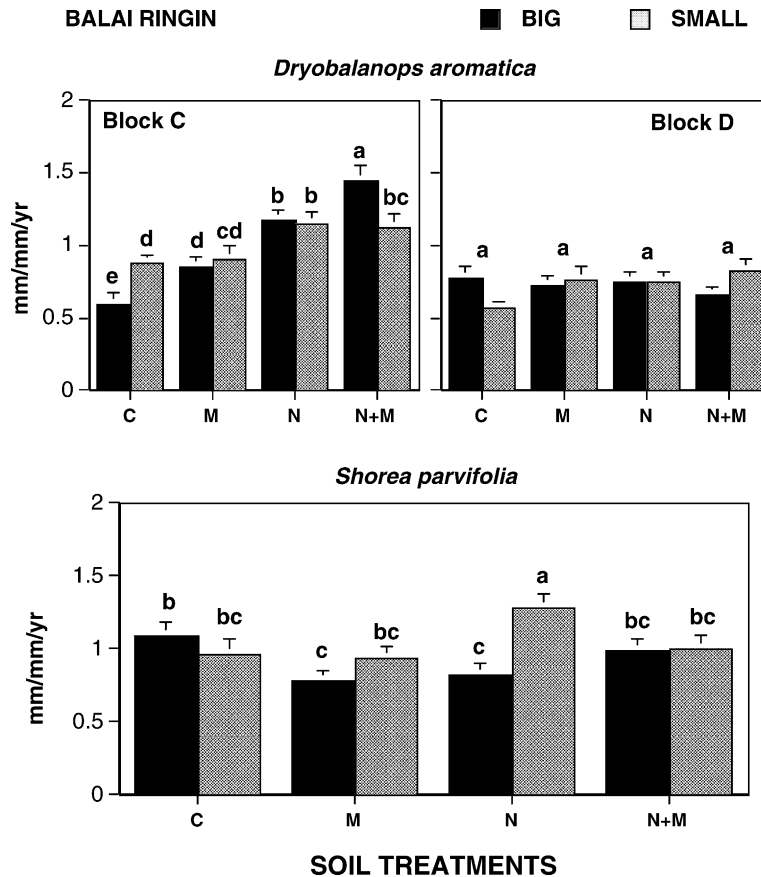 BALAI RINGIN BIG SMALL
Dryobalanops aromatica
2
Block C Block D
a
1.5
b b bc
d d cd
1
e a a a a
mm/mm/yr
0.5
0
C M N N+M C M N N+M
Shorea parvifolia
2
1.5
a
b bc c bc c bc bc
1
mm/mm/yr
0.5
0
C M N N+M
SOIL TREATMENTS